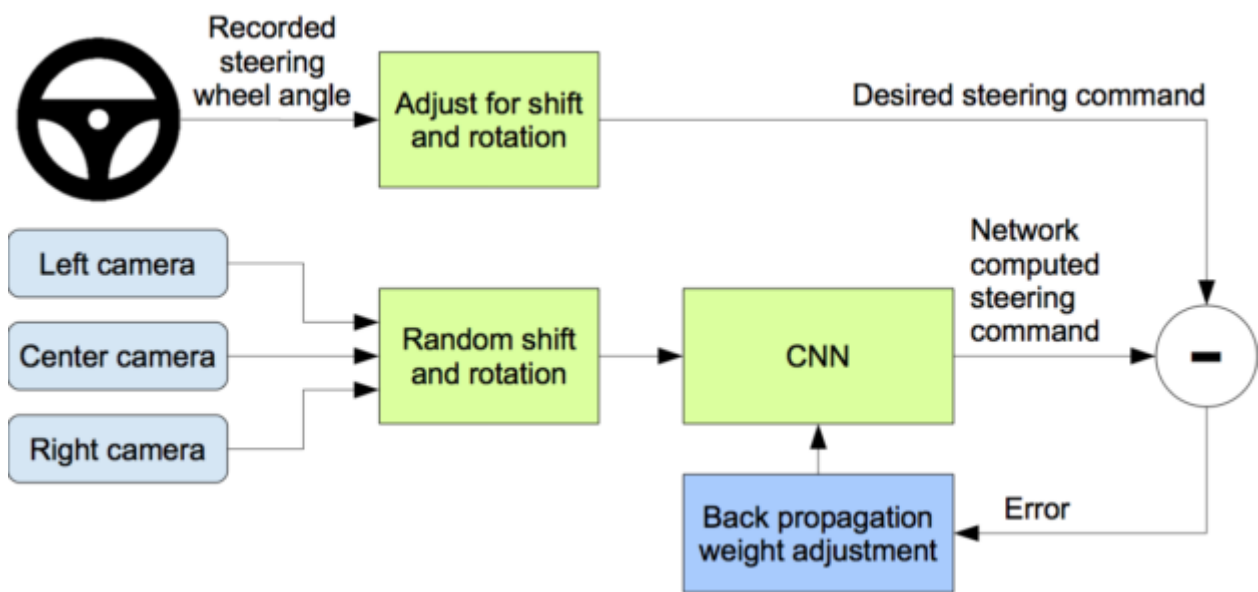 Recorded
steering
wheel angle
Adjust for shift
and rotation
Desired steering command
Left camera
Center camera
Right camera
Random shift
and rotation
CNN
Network
computed
steering
command
-
Back propagation
weight adjustment
Error